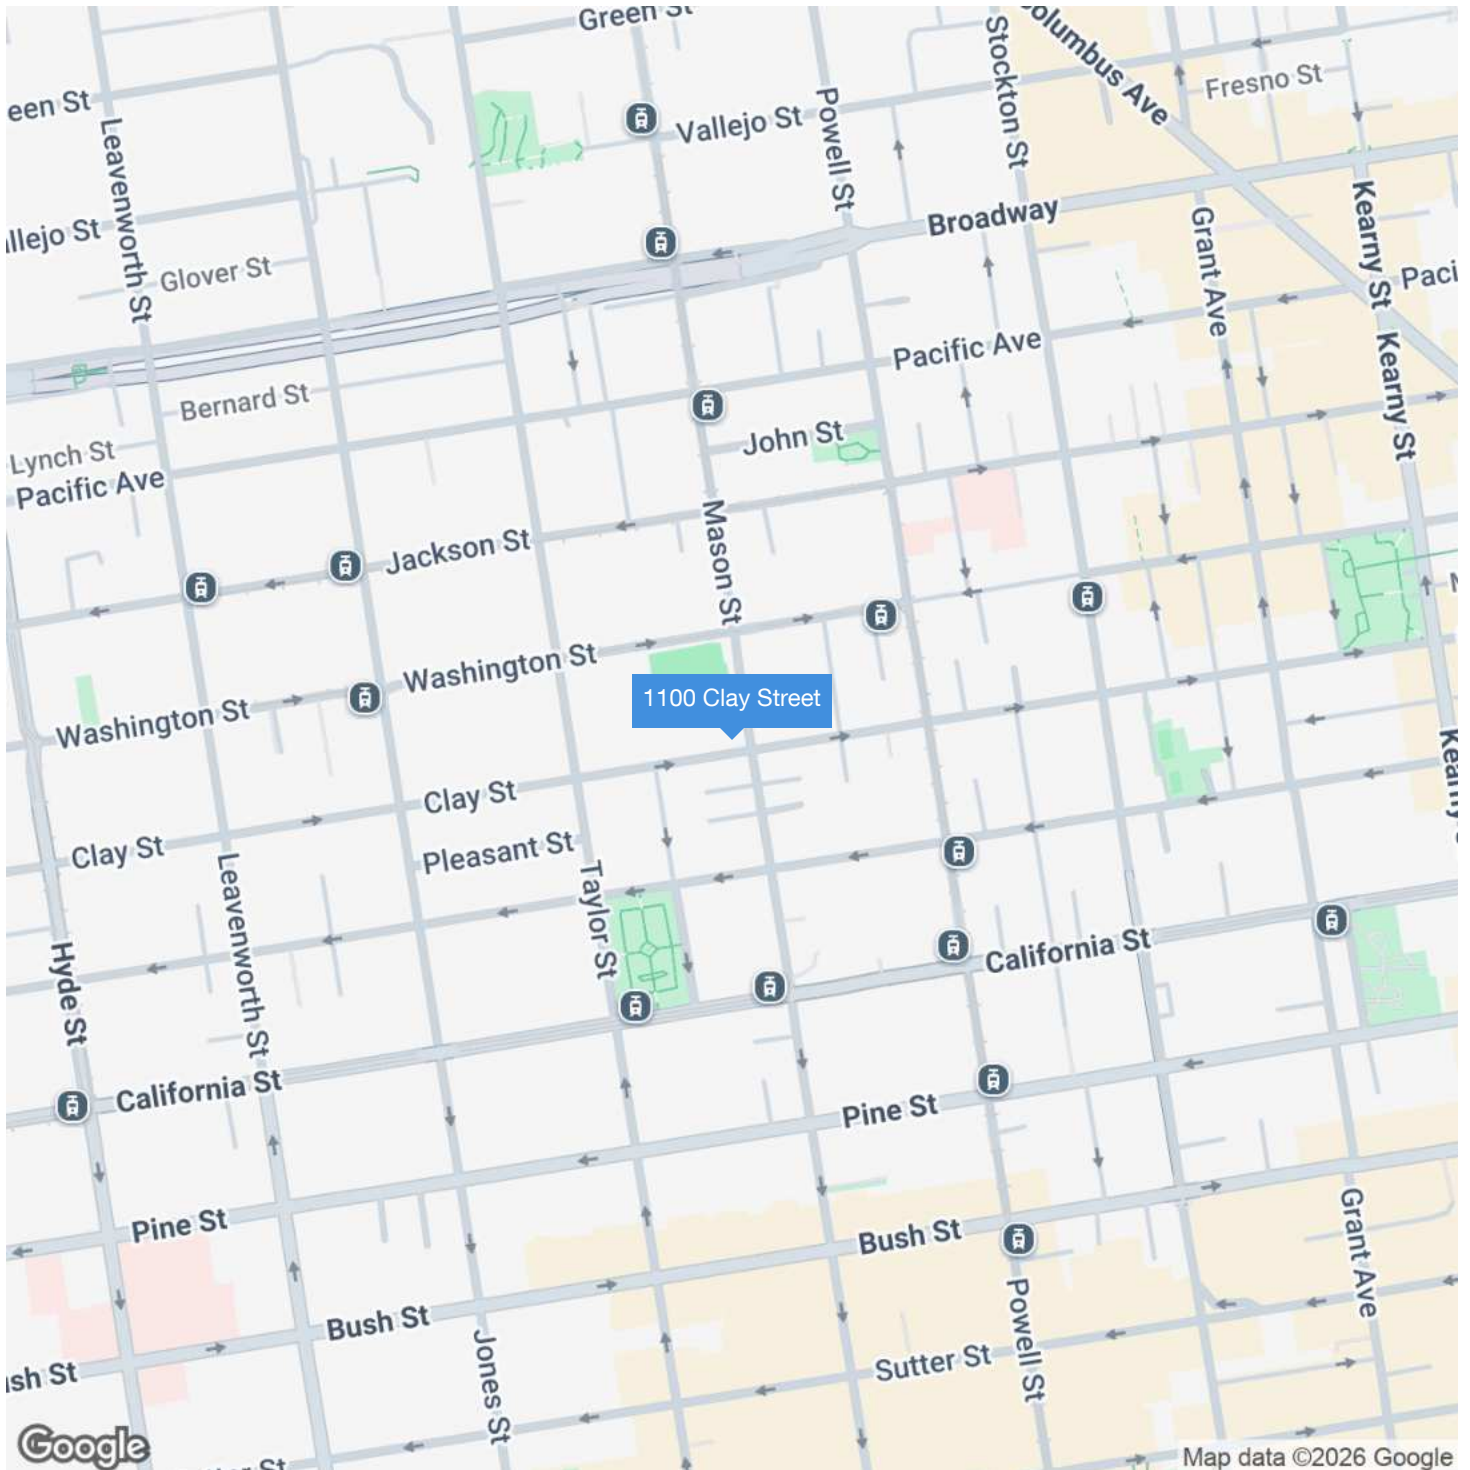 Green St
Stockton St
Columbus Ave
Fresno St
een St
Leavenworth St
Vallejo St
Powell St
Kearny St
allejo St
Broadway
Grant Ave
Glover St
Paci
Pacific Ave
Kearny St
Bernard St
John St
Lynch St
Pacific Ave
Mason St
Jackson St
Washington St
1100 Clay Street
Washington St
Clay St
Clay St
Pleasant St
Leavenworth St
Taylor St
Hyde St
California St
California St
Pine St
Pine St
Bush St
Grant Ave
Bush St
Powell St
Jones St
Sutter St
ush St
Google
Map data ©2026 Google